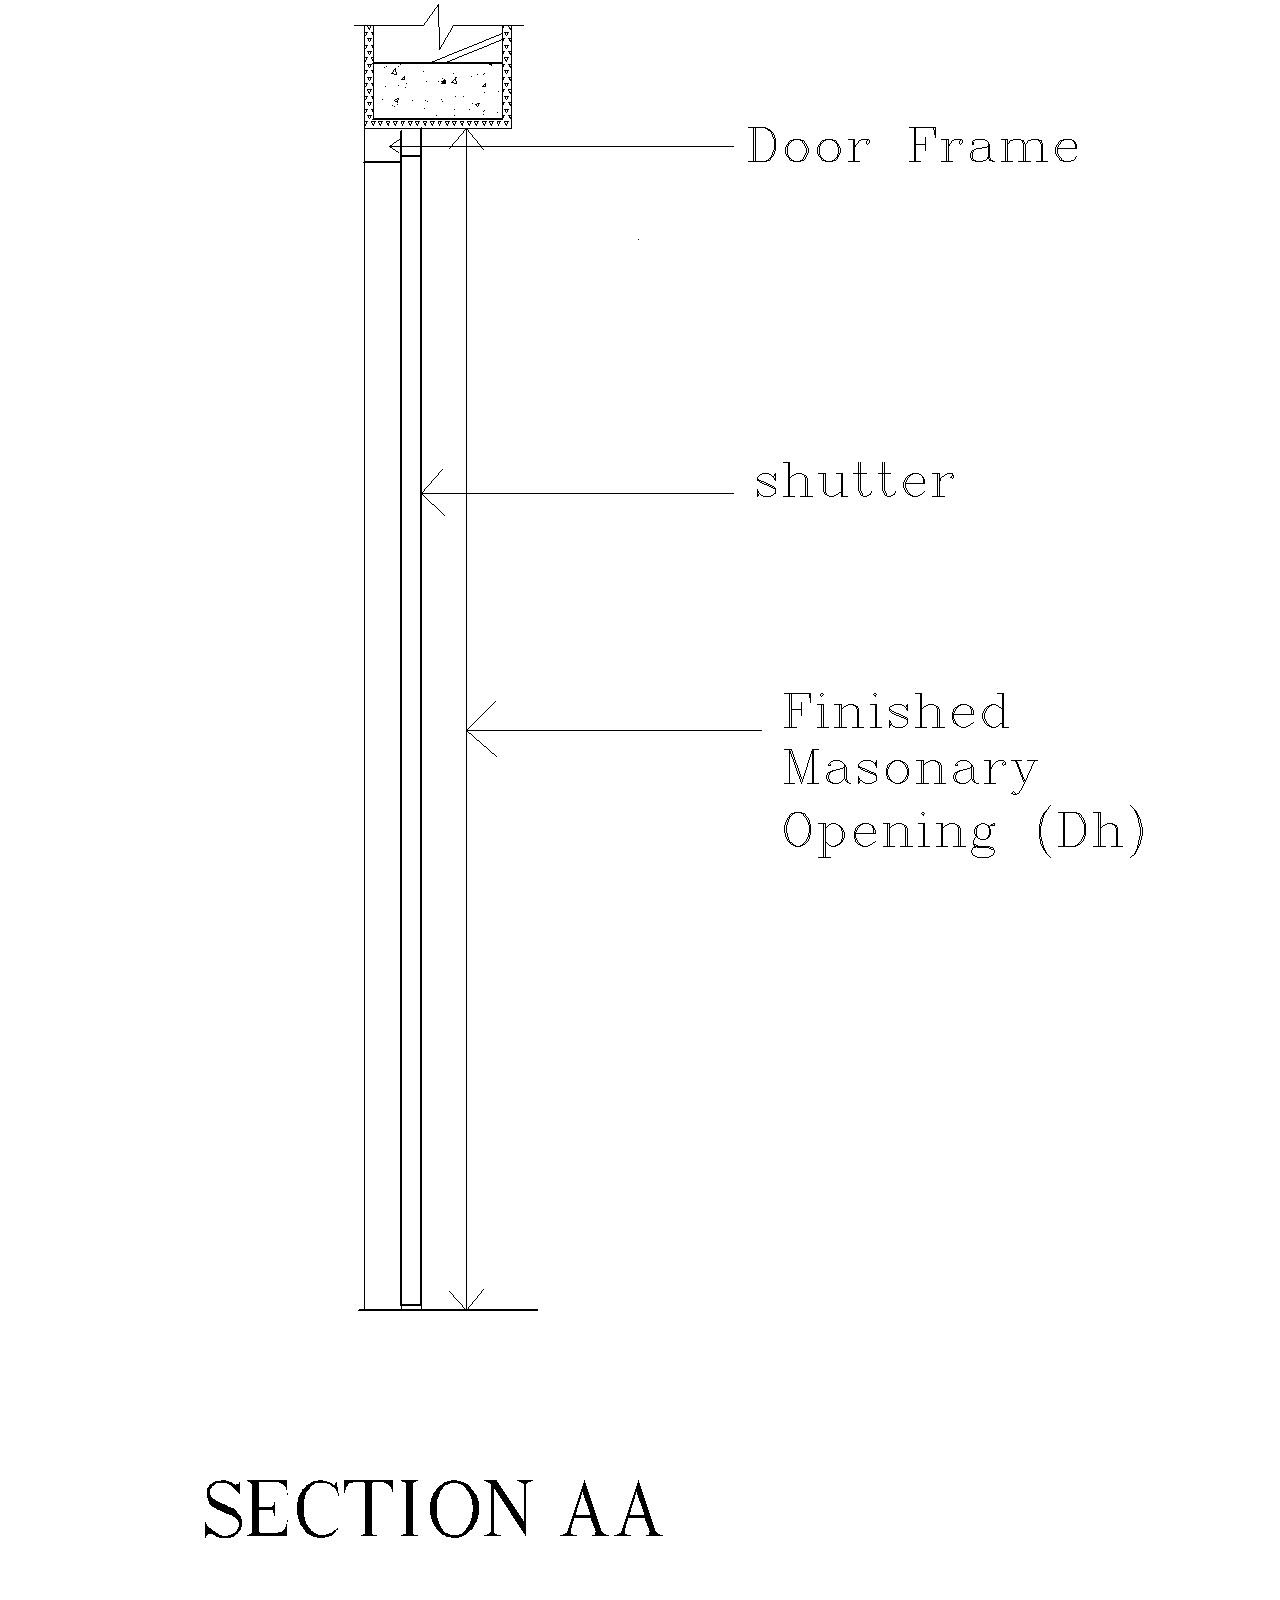 Door Frame
shutter
Finished
Masonary
Opening (Dh)
SECTION AA